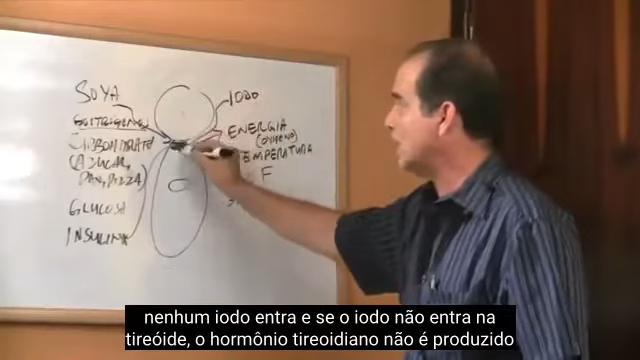 SOYA
ESTROGENO
CARBOHIDRATO
(AZUCAR,
PAN, PIZZA)
GLUCOSA
INSULINA
IODO
ENERGIA
(OXIGENO)
TEMPERATURA
F
nenhum iodo entra e se o iodo não entra na
tireóide, o hormônio tireoidiano não é produzido